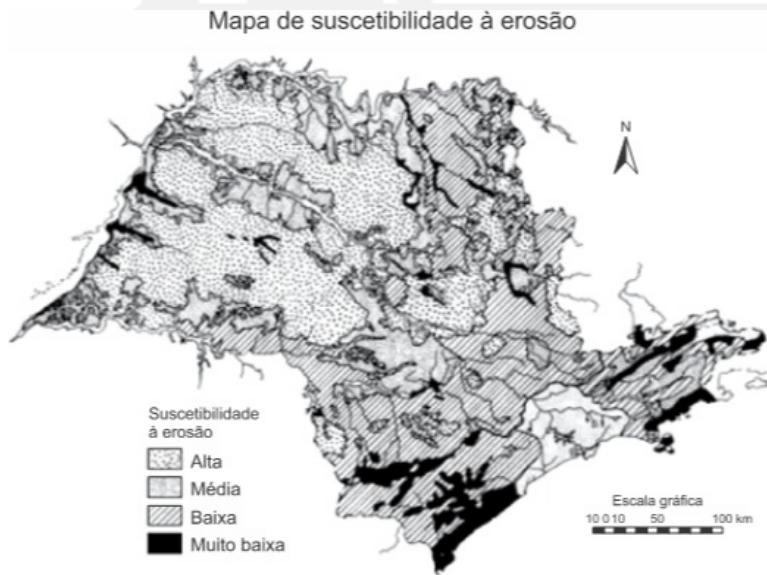 Mapa de suscetibilidade à erosão
N
Suscetibilidade
à erosão
Alta
Média
Baixa
Muito baixa
Escala gráfica
10 0 10 50 100 km